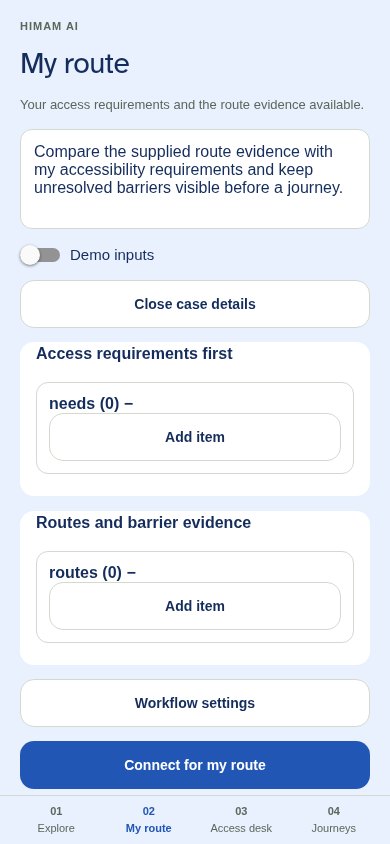 HIMAM AI
My route
Your access requirements and the route evidence available.
Compare the supplied route evidence with
my accessibility requirements and keep
unresolved barriers visible before a journey.
Demo inputs
Close case details
Access requirements first
needs (0) −
Add item
Routes and barrier evidence
routes (0) −
Add item
Workflow settings
Connect for my route
01 02 03 04
Explore My route Access desk Journeys